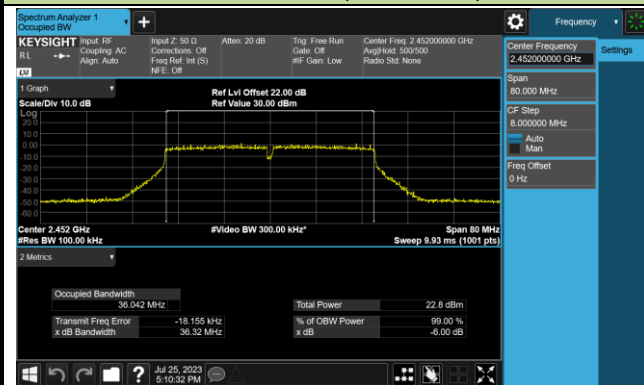 Spectrum Analyzer 1
Occupied BW
Frequency
KEYSIGHT
RL
LXI
Input: RF
Coupling: AC
Align: Auto
Input Z: 50 Ω
Corrections: Off
Freq Ref: Int (S)
NFE: Off
Atten: 20 dB
Trig: Free Run
Gate: Off
#IF Gain: Low
Center Freq: 2.452000000 GHz
Avg|Hold: 500/500
Radio Std: None
Center Frequency
2.452000000 GHz
Settings
Span
80.000 MHz
CF Step
8.000000 MHz
Auto
Man
Freq Offset
0 Hz
1 Graph
Scale/Div 10.0 dB
Ref Lvl Offset 22.00 dB
Ref Value 30.00 dBm
Log
20.0
10.0
0.00
-10.0
-20.0
-30.0
-40.0
-50.0
-60.0
Center 2.452 GHz
#Video BW 300.00 kHz*
Span 80 MHz
#Res BW 100.00 kHz
Sweep 9.93 ms (1001 pts)
2 Metrics
Occupied Bandwidth
36.042 MHz
Total Power 22.8 dBm
Transmit Freq Error -18.155 kHz
% of OBW Power 99.00 %
x dB Bandwidth 36.32 MHz
x dB -6.00 dB
Jul 25, 2023
5:10:32 PM